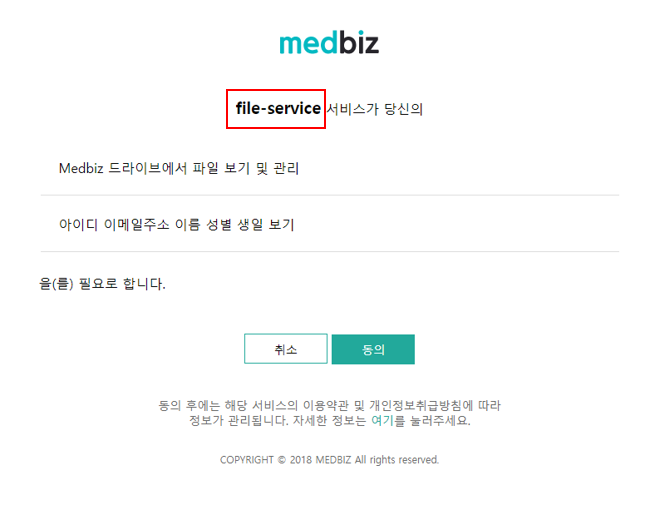 medbiz
file-service 서비스가 당신의
Medbiz 드라이브에서 파일 보기 및 관리
아이디 이메일주소 이름 성별 생일 보기
을(를) 필요로 합니다.
취소 동의
동의 후에는 해당 서비스의 이용약관 및 개인정보취급방침에 따라
정보가 관리됩니다. 자세한 정보는 여기를 눌러주세요.
COPYRIGHT © 2018 MEDBIZ All rights reserved.